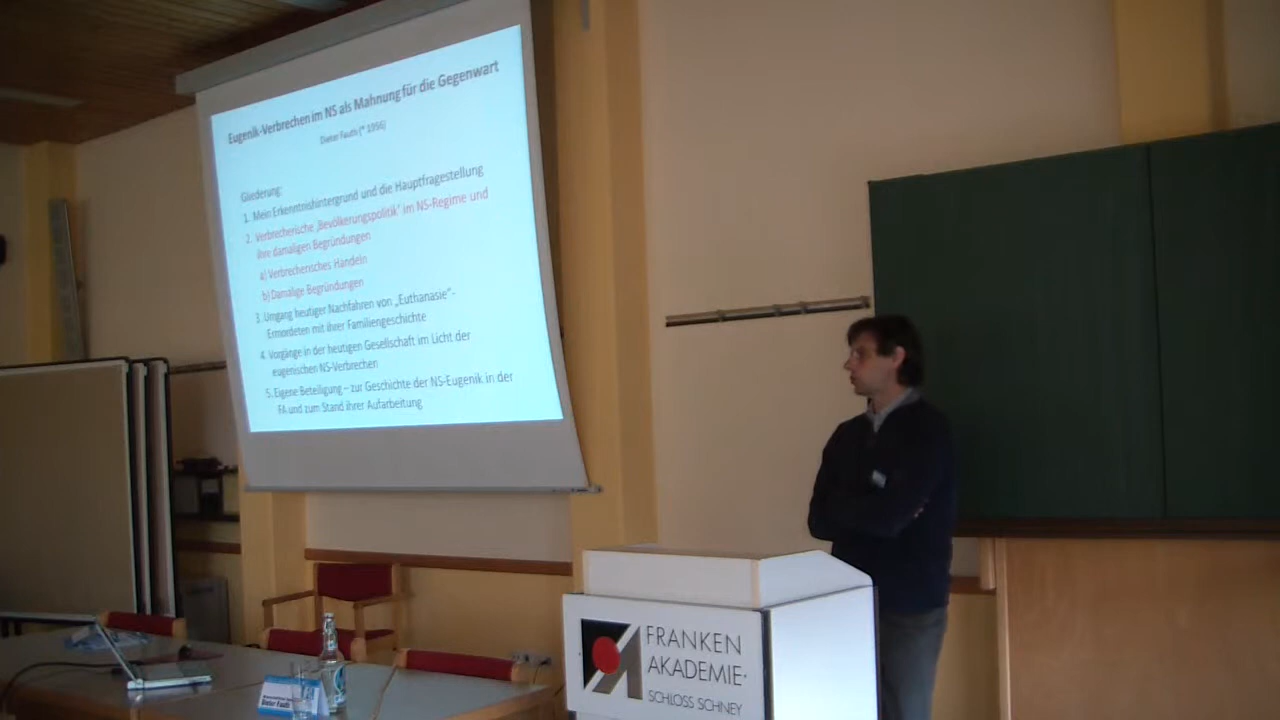 Eugenik-Verbrechen im NS als Mahnung für die Gegenwart
Dieter Fauth (* 1956)
Gliederung:
1. Mein Erkenntnishintergrund und die Hauptfragestellung
2. Verbrecherische ‚Bevölkerungspolitik‘ im NS-Regime und
ihre damaligen Begründungen
a) Verbrecherisches Handeln
b) Damalige Begründungen
3. Umgang heutiger Nachfahren von „Euthanasie“-
Ermordeten mit ihrer Familiengeschichte
4. Vorgänge in der heutigen Gesellschaft im Licht der
eugenischen NS-Verbrechen
5. Eigene Beteiligung – zur Geschichte der NS-Eugenik in der
FA und zum Stand ihrer Aufarbeitung
FRANKEN
AKADEMIE
SCHLOSS SCHNEY
Dieter Fauth